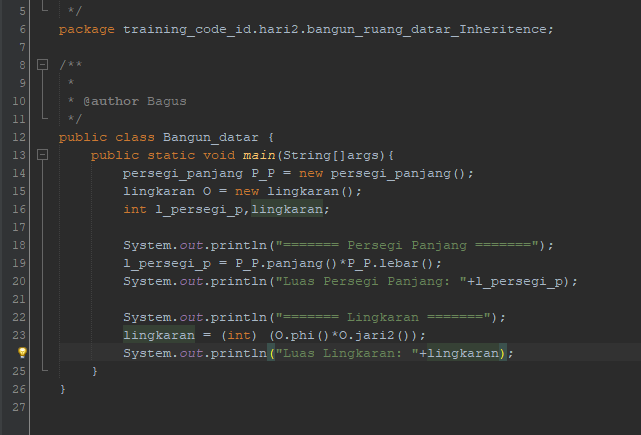 5 */
6 package training_code_id.hari2.bangun_ruang_datar_Inheritence;
7
8 /**
9 *
10 * @author Bagus
11 */
12 public class Bangun_datar {
13 public static void main(String[]args){
14 persegi_panjang P_P = new persegi_panjang();
15 lingkaran O = new lingkaran();
16 int l_persegi_p,lingkaran;
17
18 System.out.println("======= Persegi Panjang =======");
19 l_persegi_p = P_P.panjang()*P_P.lebar();
20 System.out.println("Luas Persegi Panjang: "+l_persegi_p);
21
22 System.out.println("======= Lingkaran =======");
23 lingkaran = (int) (O.phi()*O.jari2());
System.out.println("Luas Lingkaran: "+lingkaran);
25 }
26 }
27